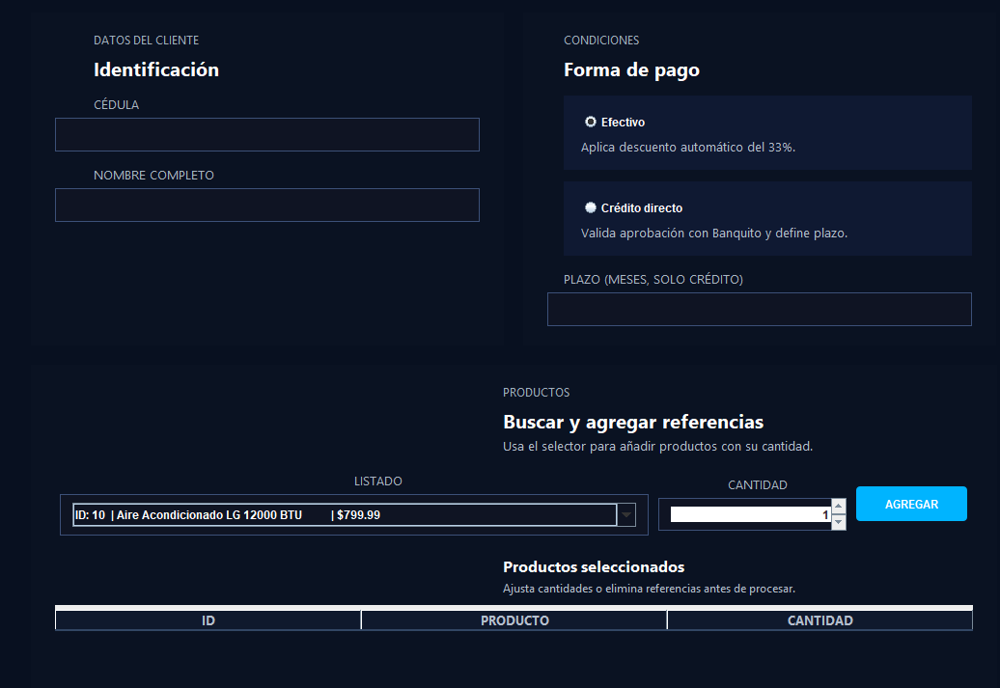 DATOS DEL CLIENTE
Identificación
CÉDULA
NOMBRE COMPLETO
CONDICIONES
Forma de pago
Efectivo
Aplica descuento automático del 33%.
Crédito directo
Valida aprobación con Banquito y define plazo.
PLAZO (MESES, SOLO CRÉDITO)
PRODUCTOS
Buscar y agregar referencias
Usa el selector para añadir productos con su cantidad.
LISTADO
ID: 10 | Aire Acondicionado LG 12000 BTU | $799.99
CANTIDAD
1
AGREGAR
Productos seleccionados
Ajusta cantidades o elimina referencias antes de procesar.
ID PRODUCTO CANTIDAD